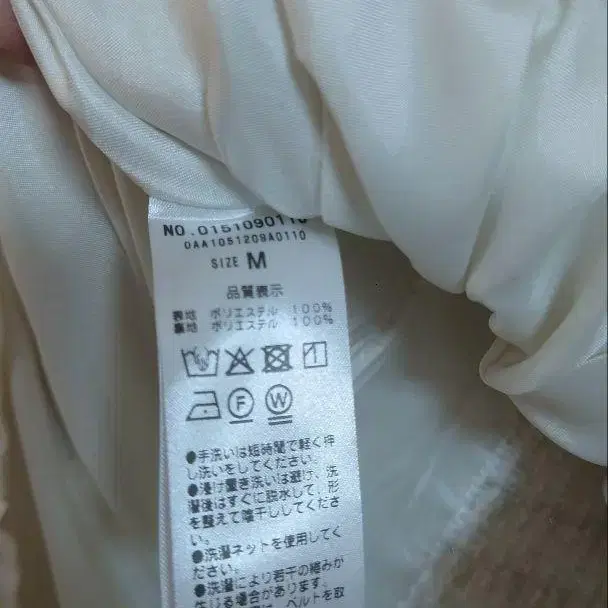 NO.0151090110
0AA1051209A0110
SIZE M
品質表示
表地 ポリエステル 100%
裏地 ポリエステル 100%
F W
●手洗いは短時間で軽く押
し洗いをしてください。
●浸け置き洗いは避け、洗
濯後はすぐに脱水して、形
を整えて陰干ししてくださ
い。
●洗濯ネットを使用してく
ださい。
●洗濯により若干の縮みが
生じる場合があります。
ベルトを取